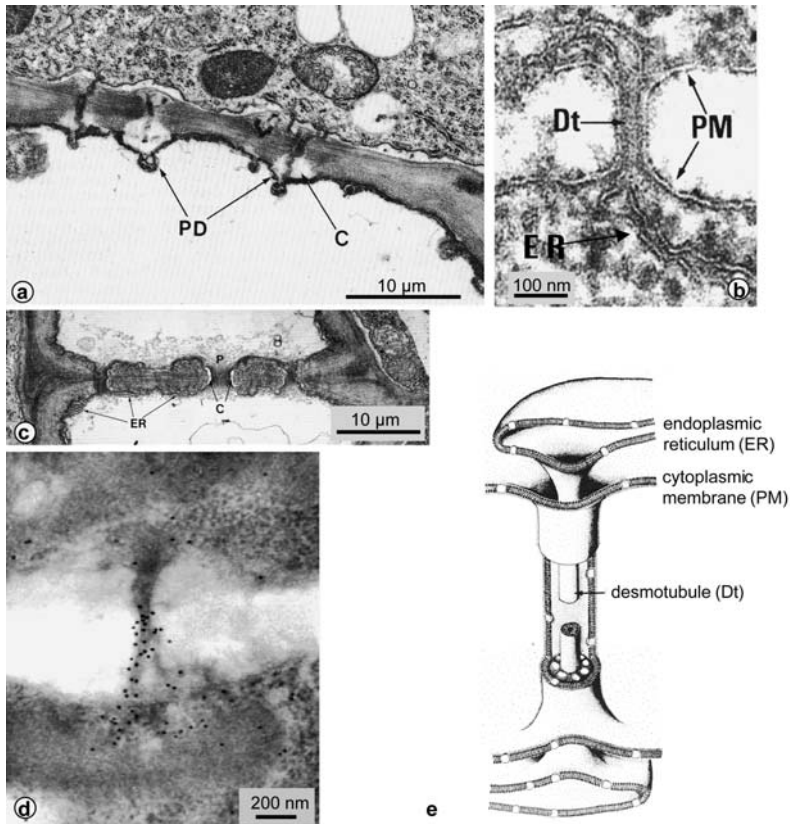 PD
C
10 µm
a
Dt
PM
ER
100 nm
b
P
C
ER
10 µm
c
endoplasmic
reticulum (ER)
cytoplasmic
membrane (PM)
desmotubule (Dt)
200 nm
d
e